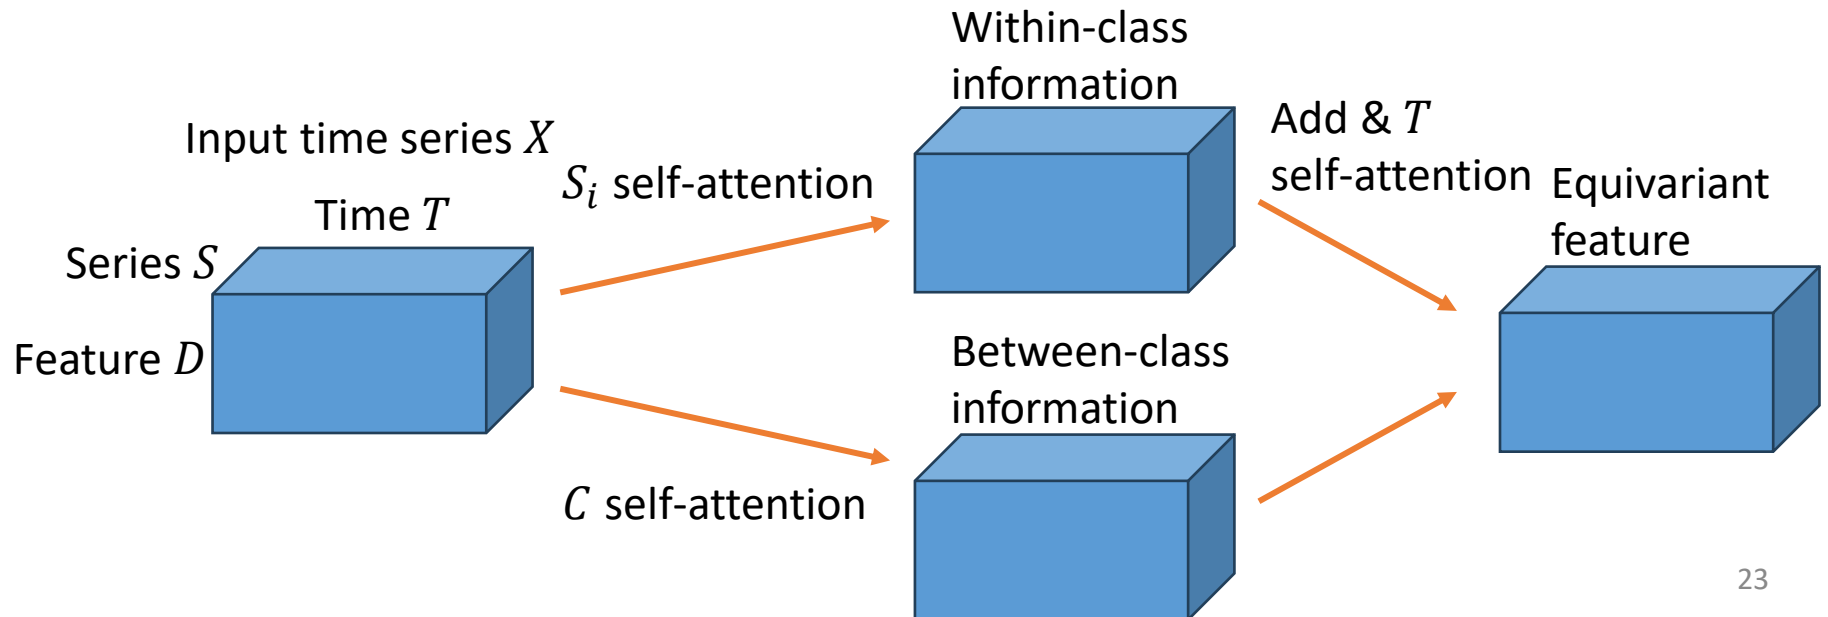 Input time series X
Time T
Series S
Feature D
S_i self-attention
C self-attention
Within-class
information
Between-class
information
Add & T
self-attention
Equivariant
feature
23